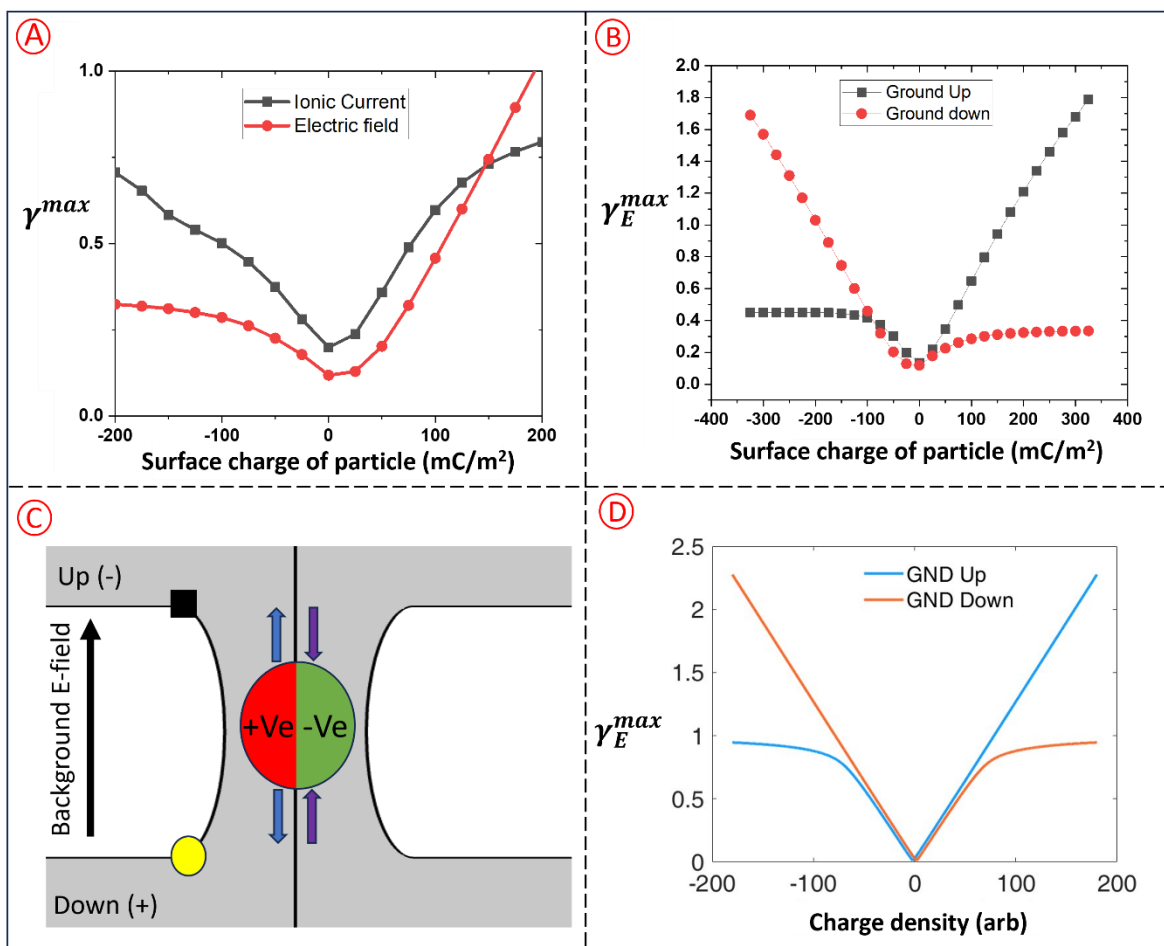 A
1.0
0.5
0.0
γ^max
Ionic Current
Electric field
-200 -100 0 100 200
Surface charge of particle (mC/m²)
B
2.0
1.8
1.6
1.4
1.2
1.0
0.8
0.6
0.4
0.2
0.0
γ_E^max
Ground Up
Ground down
-400 -300 -200 -100 0 100 200 300 400
Surface charge of particle (mC/m²)
C
Up (-)
Background E-field
+Ve -Ve
Down (+)
D
2.5
2
1.5
1
0.5
0
γ_E^max
GND Up
GND Down
-200 -100 0 100 200
Charge density (arb)